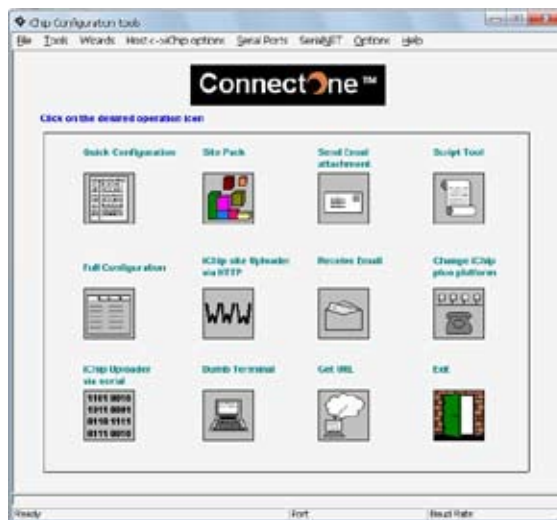 iChip Configuration tools
File Tools Wizards Host<->iChip options Serial Ports SerialNET Options Help
ConnectOne™
Click on the desired operation icon
Quick Configuration
Site Pack
Send Email
attachment
Script Tool
Full Configuration
iChip site Uploader
via HTTP
Receive Email
Change iChip
plus platform
iChip Uploader
via serial
Dumb Terminal
Get URL
Exit
WWW
1101 0010
1011 0001
0110 1111
0111 0010
Ready Port Baud Rate